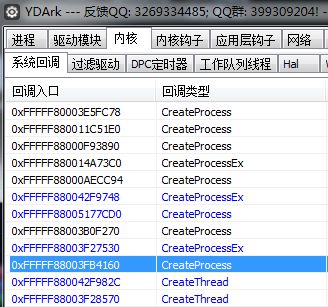 YDArk --- 反馈QQ: 3269334485; QQ群: 399309204! -
进程 驱动模块 内核 内核钩子 应用层钩子 网络
系统回调 过滤驱动 DPC定时器 工作队列线程 Hal
回调入口 回调类型
0xFFFFF88003E5FC78 CreateProcess
0xFFFFF880011C51E0 CreateProcess
0xFFFFF88000F93890 CreateProcess
0xFFFFF880014A73C0 CreateProcessEx
0xFFFFF88000AECC94 CreateProcess
0xFFFFF880042F9748 CreateProcessEx
0xFFFFF88005177CD0 CreateProcess
0xFFFFF88003B0F270 CreateProcess
0xFFFFF88003F27530 CreateProcessEx
0xFFFFF88003FB4160 CreateProcess
0xFFFFF880042F982C CreateThread
0xFFFFF88003F28570 CreateThread